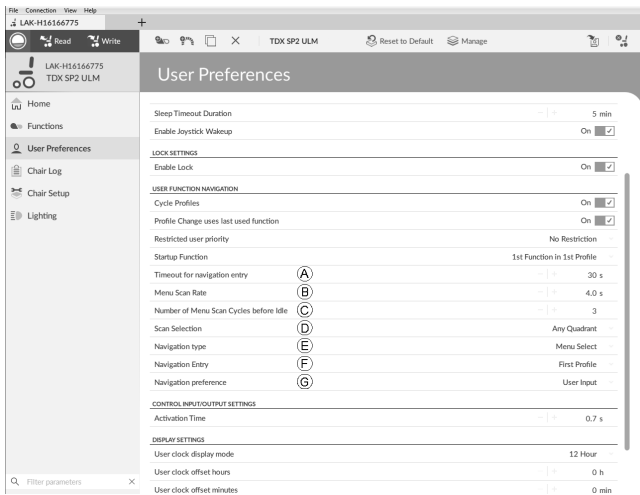 File Connection View Help
LAK-H16166775 +
Read Write TDX SP2 ULM Reset to Default Manage
LAK-H16166775
TDX SP2 ULM
User Preferences
Home
Functions
User Preferences
Chair Log
Chair Setup
Lighting
Filter parameters ×
Sleep Timeout Duration − + 5 min
Enable Joystick Wakeup On
LOCK SETTINGS
Enable Lock On
USER FUNCTION NAVIGATION
Cycle Profiles On
Profile Change uses last used function On
Restricted user priority No Restriction
Startup Function 1st Function in 1st Profile
Timeout for navigation entry A − + 30 s
Menu Scan Rate B − + 4.0 s
Number of Menu Scan Cycles before Idle C − + 3
Scan Selection D Any Quadrant
Navigation type E Menu Select
Navigation Entry F First Profile
Navigation preference G User Input
CONTROL INPUT/OUTPUT SETTINGS
Activation Time − + 0.7 s
DISPLAY SETTINGS
User clock display mode 12 Hour
User clock offset hours − + 0 h
User clock offset minutes − + 0 min